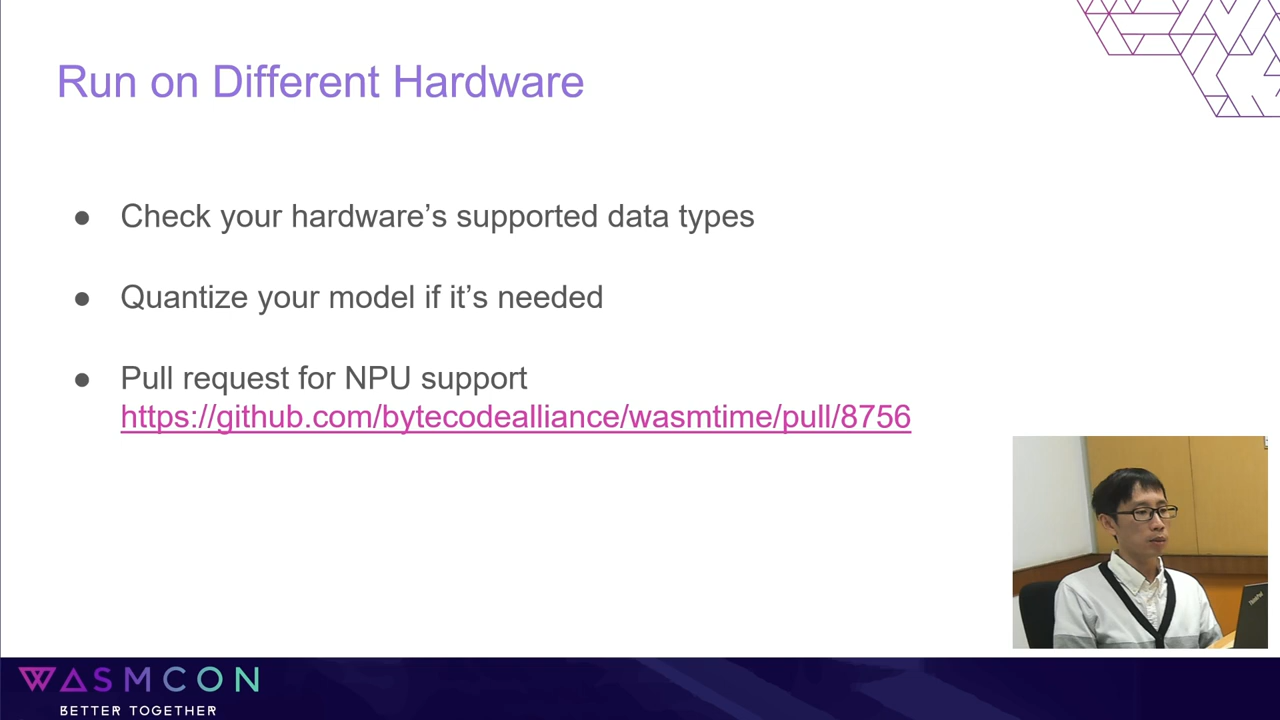 Run on Different Hardware
● Check your hardware’s supported data types
● Quantize your model if it’s needed
● Pull request for NPU support
https://github.com/bytecodealliance/wasmtime/pull/8756
ThinkPad
WASMCON
BETTER TOGETHER